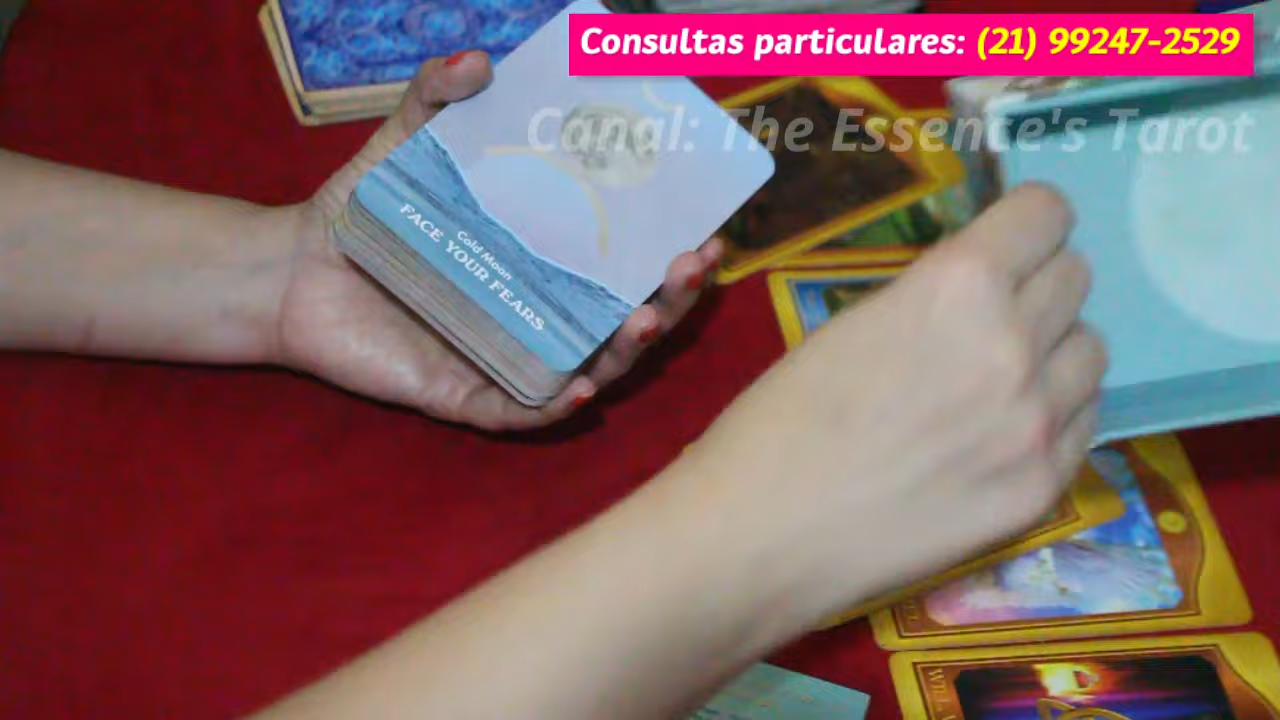 Consultas particulares: (21) 99247-2529
Canal: The Essence's Tarot
Cold Moon
FACE YOUR FEARS